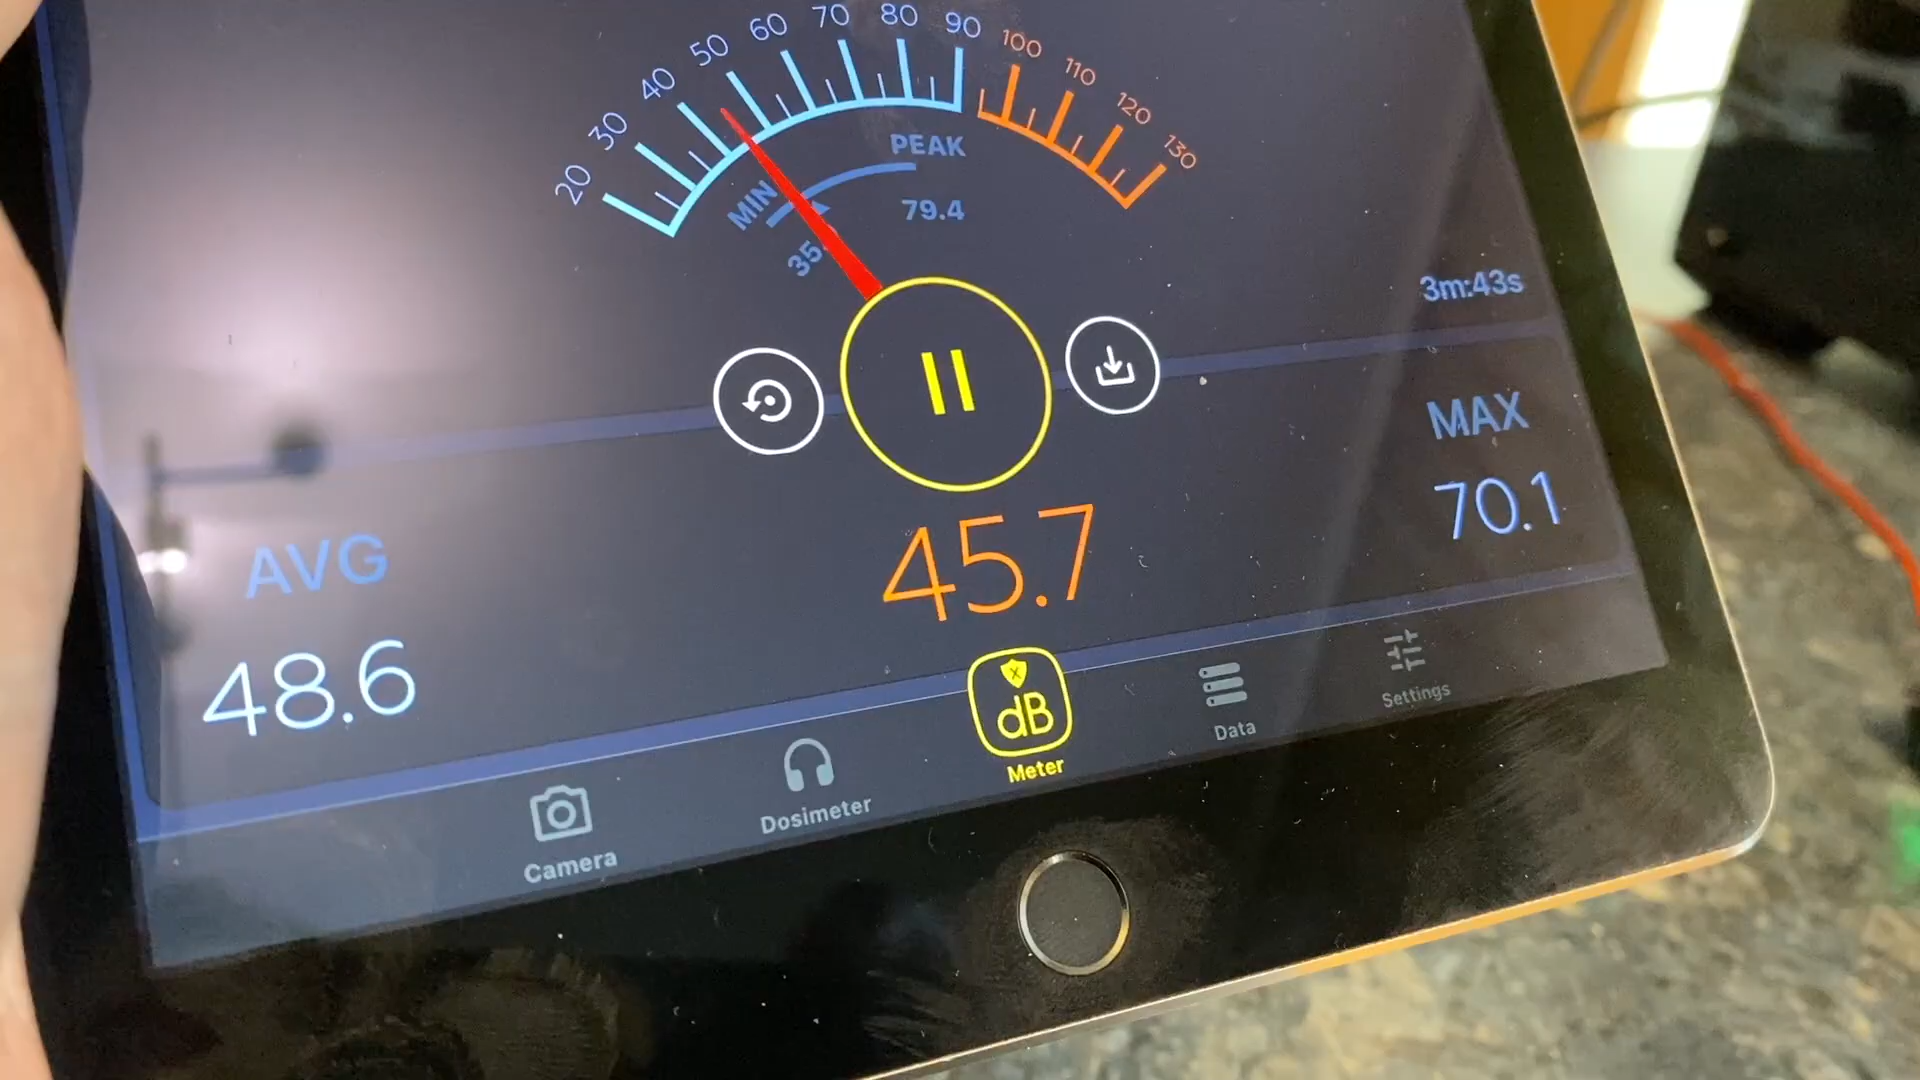 20 30 40 50 60 70 80 90 100 110 120 130
PEAK
79.4
MIN
35
3m:43s
MAX
70.1
AVG
48.6
45.7
dB
Camera
Dosimeter
Meter
Data
Settings